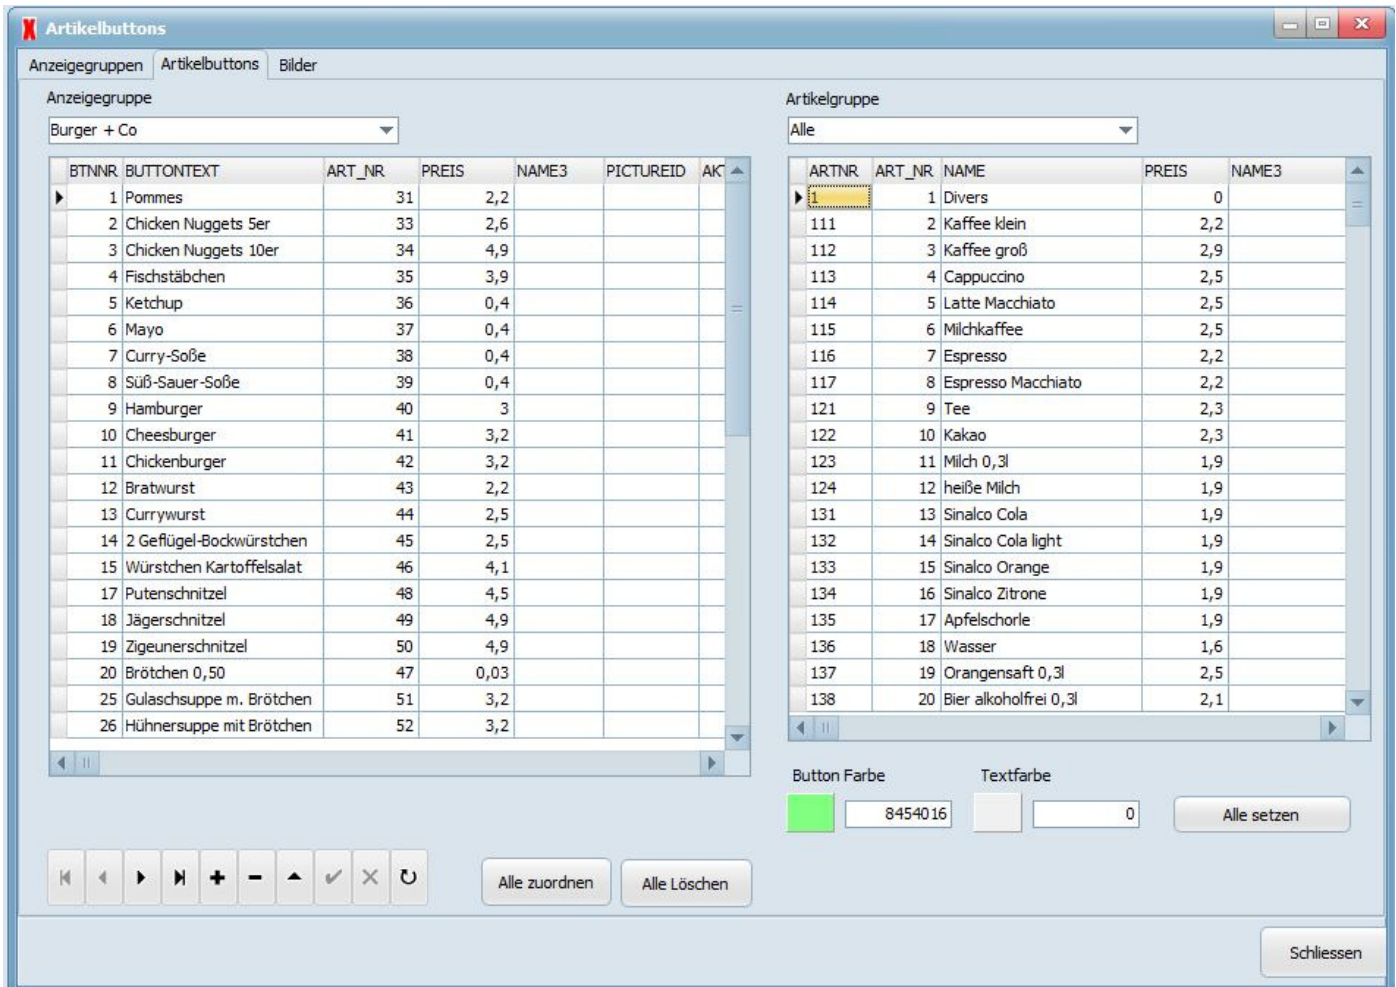 Artikelbuttons
Anzeigegruppen Artikelbuttons Bilder
Anzeigegruppe
Burger + Co
BTNNR BUTTONTEXT ART_NR PREIS NAME3 PICTUREID AKT
1 Pommes 31 2,2
2 Chicken Nuggets 5er 33 2,6
3 Chicken Nuggets 10er 34 4,9
4 Fischstäbchen 35 3,9
5 Ketchup 36 0,4
6 Mayo 37 0,4
7 Curry-Soße 38 0,4
8 Süß-Sauer-Soße 39 0,4
9 Hamburger 40 3
10 Cheesburger 41 3,2
11 Chickenburger 42 3,2
12 Bratwurst 43 2,2
13 Currywurst 44 2,5
14 2 Geflügel-Bockwürstchen 45 2,5
15 Würstchen Kartoffelsalat 46 4,1
17 Putenschnitzel 48 4,5
18 Jägerschnitzel 49 4,9
19 Zigeunerschnitzel 50 4,9
20 Brötchen 0,50 47 0,03
25 Gulaschsuppe m. Brötchen 51 3,2
26 Hühnersuppe mit Brötchen 52 3,2
Artikelgruppe
Alle
ARTNR ART_NR NAME PREIS NAME3
1 1 Divers 0
111 2 Kaffee klein 2,2
112 3 Kaffee groß 2,9
113 4 Cappuccino 2,5
114 5 Latte Macchiato 2,5
115 6 Milchkaffee 2,5
116 7 Espresso 2,2
117 8 Espresso Macchiato 2,2
121 9 Tee 2,3
122 10 Kakao 2,3
123 11 Milch 0,3l 1,9
124 12 heiße Milch 1,9
131 13 Sinalco Cola 1,9
132 14 Sinalco Cola light 1,9
133 15 Sinalco Orange 1,9
134 16 Sinalco Zitrone 1,9
135 17 Apfelschorle 1,9
136 18 Wasser 1,6
137 19 Orangensaft 0,3l 2,5
138 20 Bier alkoholfrei 0,3l 2,1
Button Farbe Textfarbe
8454016 0 Alle setzen
Alle zuordnen Alle Löschen
Schliessen